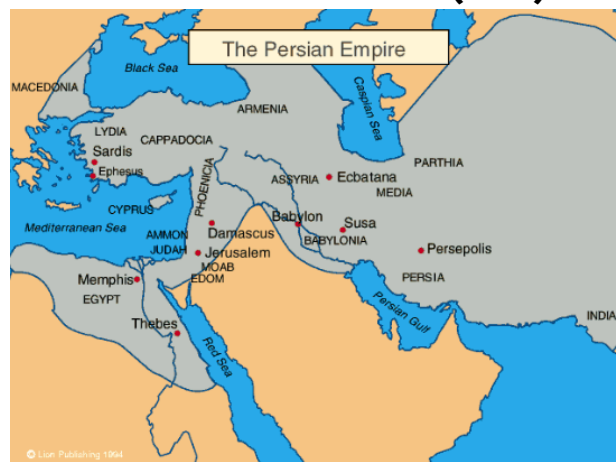 The Persian Empire
Black Sea
MACEDONIA
Caspian Sea
ARMENIA
LYDIA
CAPPADOCIA
Sardis
PARTHIA
Ephesus
ASSYRIA
Ecbatana
MEDIA
PHOENICIA
CYPRUS
Mediterranean Sea
Babylon
Susa
AMMON
Damascus
BABYLONIA
JUDAH
Jerusalem
Persepolis
MOAB
EDOM
Memphis
PERSIA
EGYPT
Persian Gulf
INDIA
Thebes
Red Sea
© Lion Publishing 1994